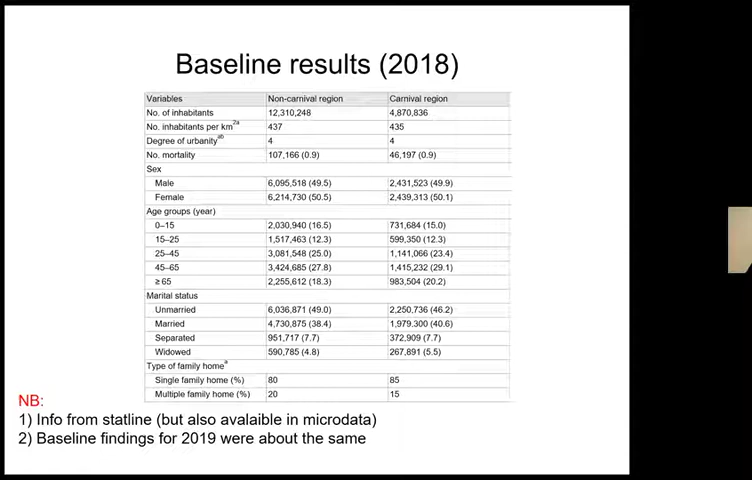 Baseline results (2018)
Variables Non-carnival region Carnival region
No. of inhabitants 12,310,248 4,870,836
No. inhabitants per km2a 437 435
Degree of urbanityab 4 4
No. mortality 107,166 (0.9) 46,197 (0.9)
Sex
Male 6,095,518 (49.5) 2,431,523 (49.9)
Female 6,214,730 (50.5) 2,439,313 (50.1)
Age groups (year)
0–15 2,030,940 (16.5) 731,684 (15.0)
15–25 1,517,463 (12.3) 599,350 (12.3)
25–45 3,081,548 (25.0) 1,141,066 (23.4)
45–65 3,424,685 (27.8) 1,415,232 (29.1)
≥ 65 2,255,612 (18.3) 983,504 (20.2)
Marital status
Unmarried 6,036,871 (49.0) 2,250,736 (46.2)
Married 4,730,875 (38.4) 1,979.300 (40.6)
Separated 951,717 (7.7) 372,909 (7.7)
Widowed 590,785 (4.8) 267,891 (5.5)
Type of family homea
Single family home (%) 80 85
Multiple family home (%) 20 15
NB:
1) Info from statline (but also avalaible in microdata)
2) Baseline findings for 2019 were about the same